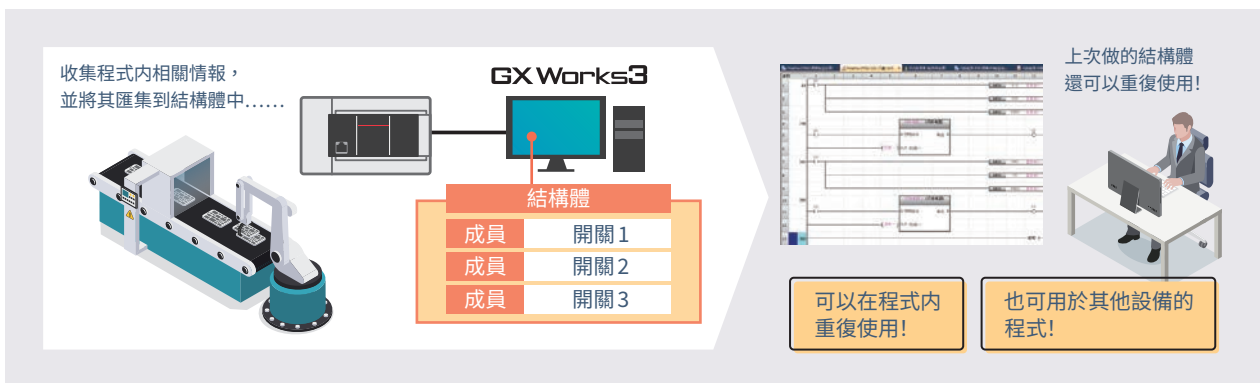 收集程式内相關情報，
並將其匯集到結構體中……
GX Works3
結構體
成員 開關1
成員 開關2
成員 開關3
上次做的結構體
還可以重復使用！
可以在程式内
重復使用！
也可用於其他設備的
程式！